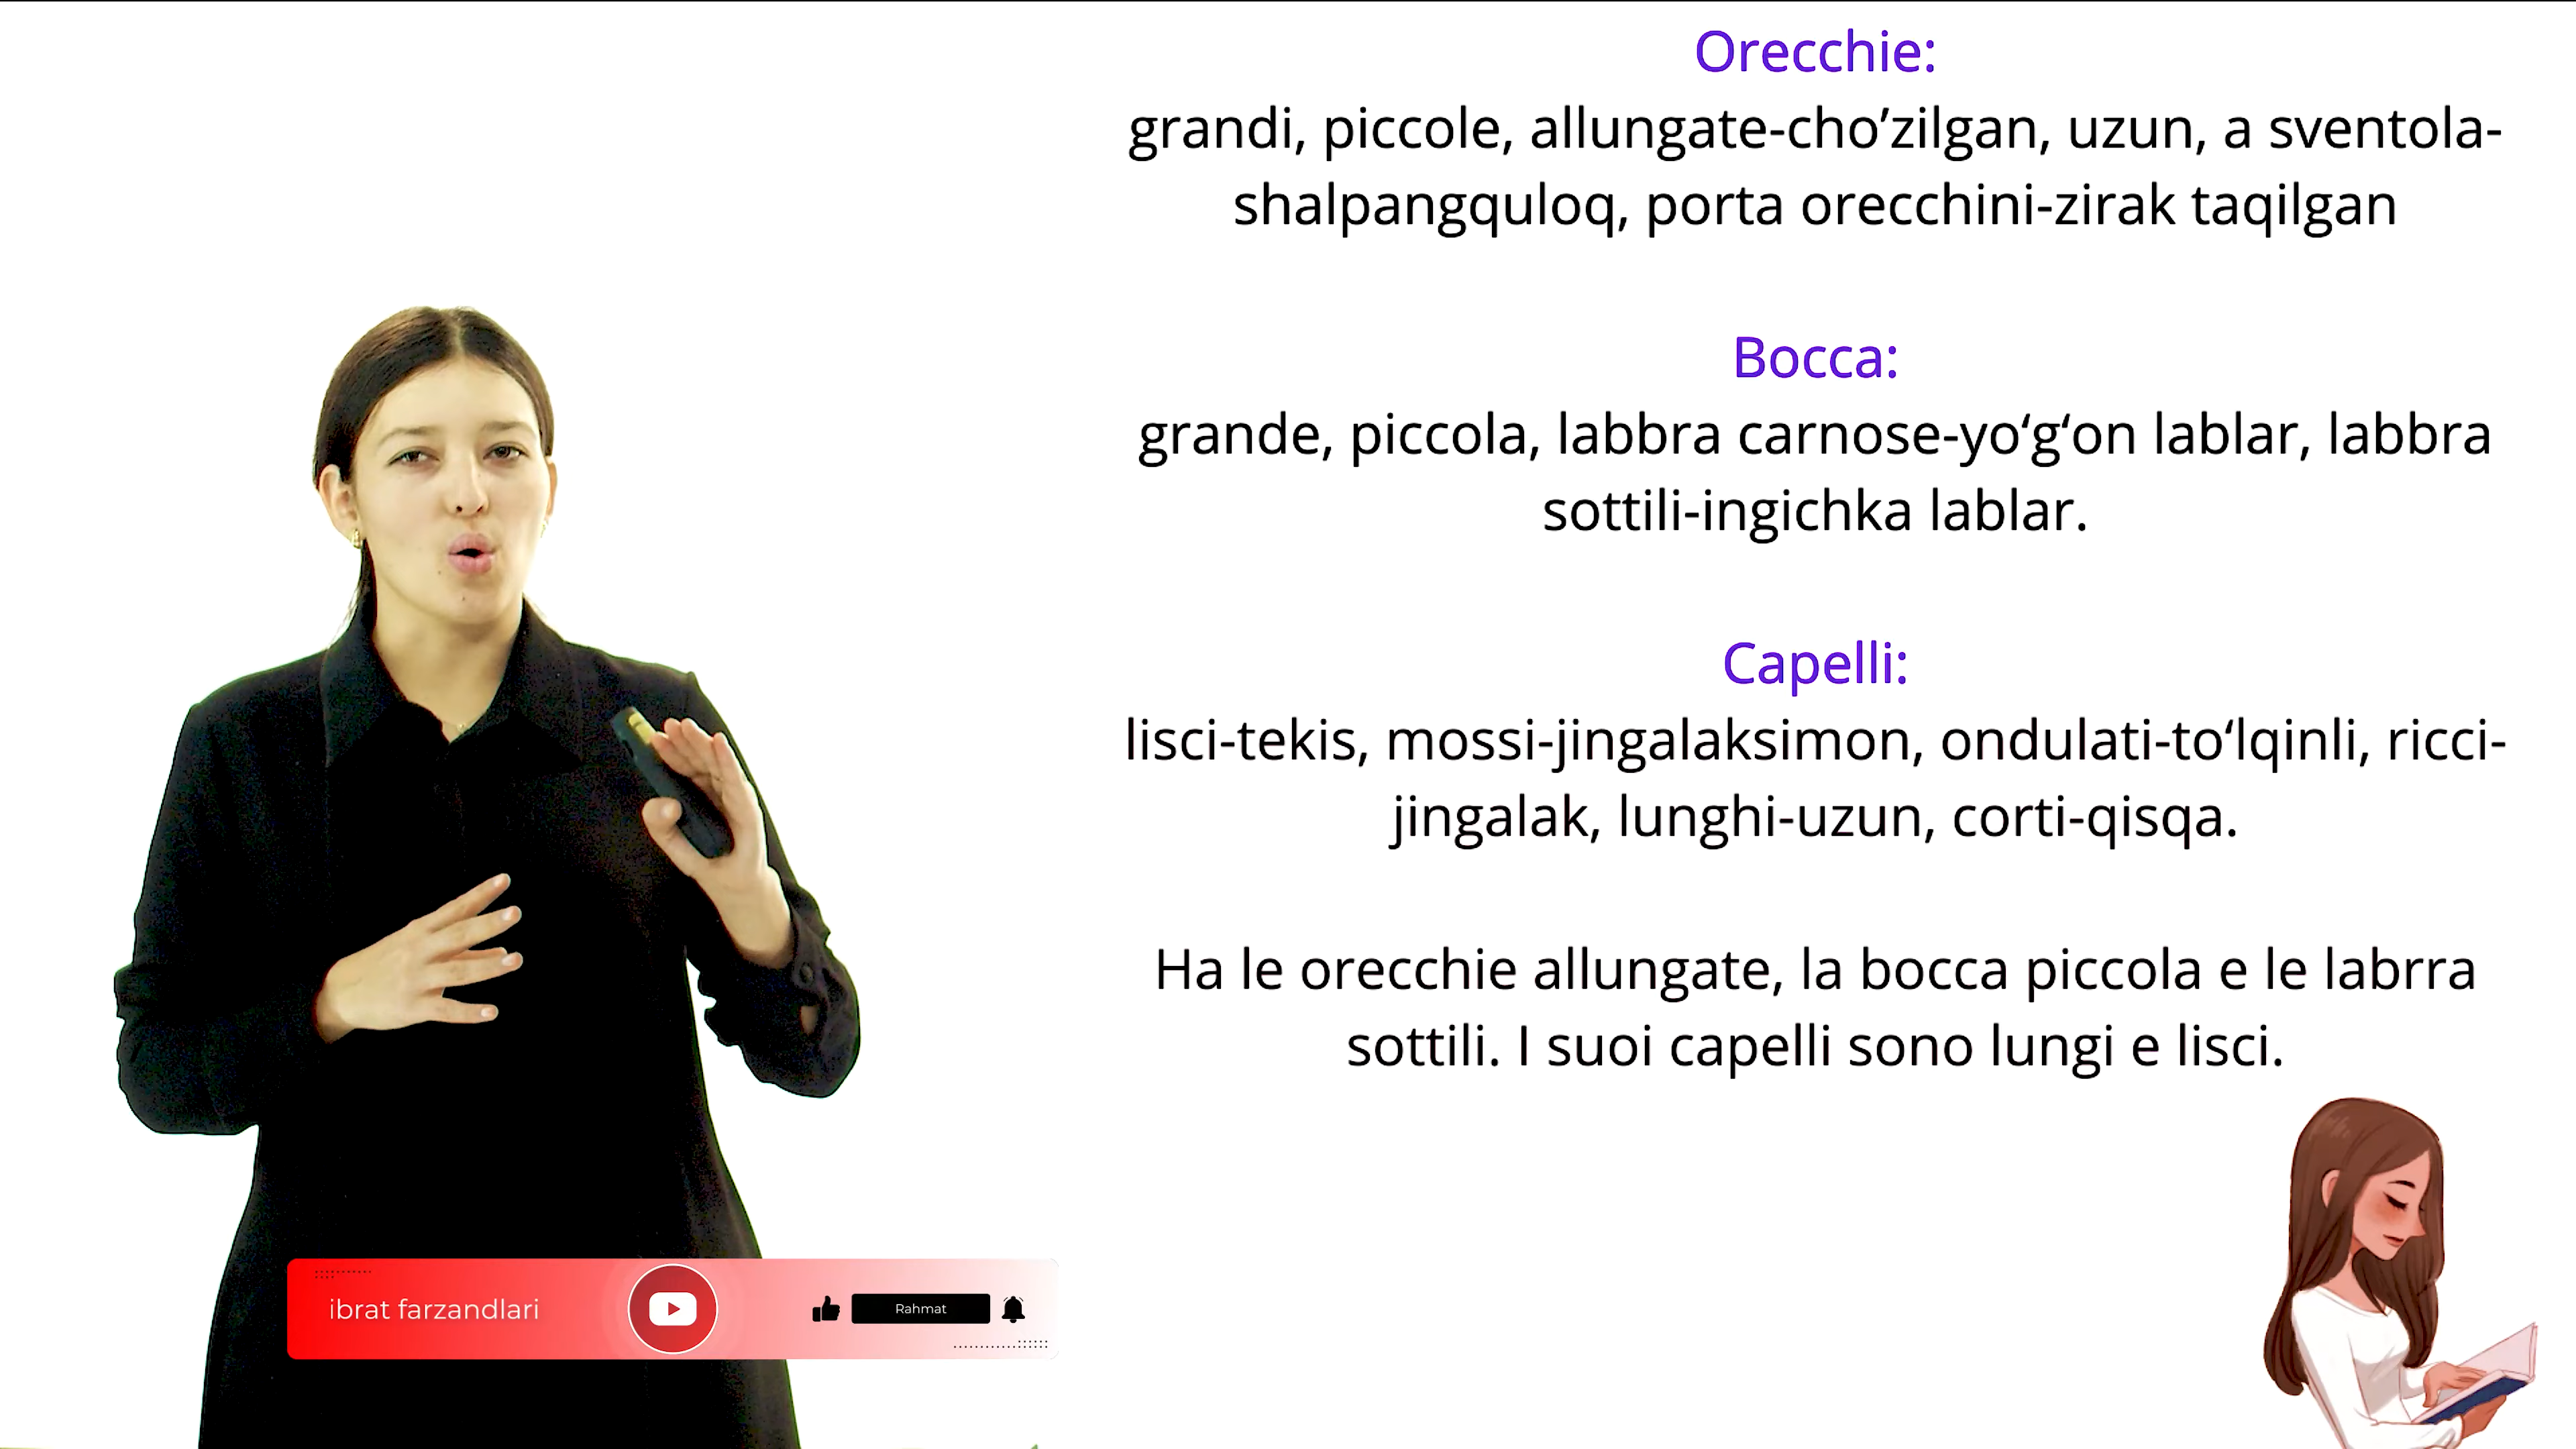 Orecchie:
grandi, piccole, allungate-cho’zilgan, uzun, a sventola-
shalpangquloq, porta orecchini-zirak taqilgan
Bocca:
grande, piccola, labbra carnose-yo‘g‘on lablar, labbra
sottili-ingichka lablar.
Capelli:
lisci-tekis, mossi-jingalaksimon, ondulati-to‘lqinli, ricci-
jingalak, lunghi-uzun, corti-qisqa.
Ha le orecchie allungate, la bocca piccola e le labrra
sottili. I suoi capelli sono lungi e lisci.
ibrat farzandlari
Rahmat